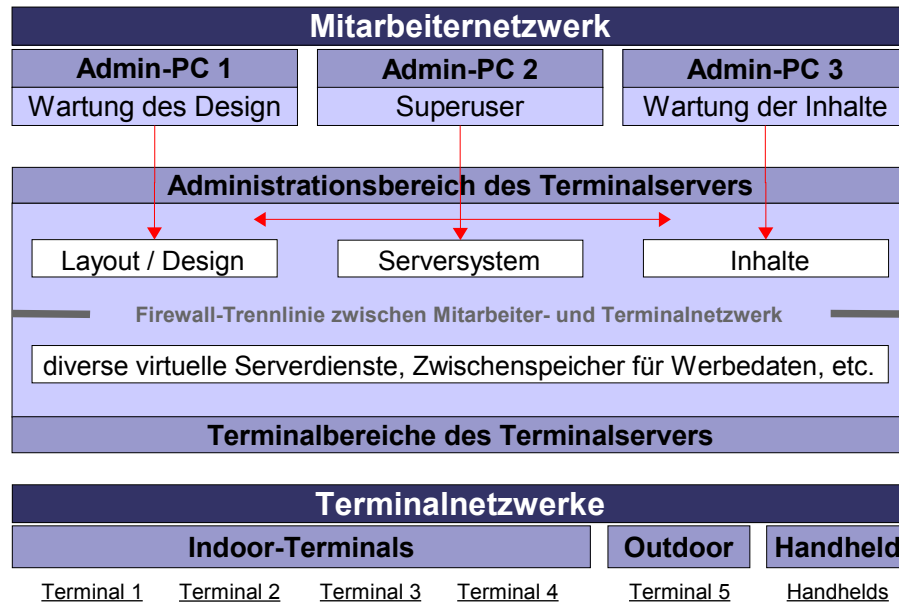 Mitarbeiternetzwerk
Admin-PC 1
Admin-PC 2
Admin-PC 3
Wartung des Design
Superuser
Wartung der Inhalte
Administrationsbereich des Terminalservers
Layout / Design
Serversystem
Inhalte
Firewall-Trennlinie zwischen Mitarbeiter- und Terminalnetzwerk
diverse virtuelle Serverdienste, Zwischenspeicher für Werbedaten, etc.
Terminalbereiche des Terminalservers
Terminalnetzwerke
Indoor-Terminals
Outdoor
Handheld
Terminal 1
Terminal 2
Terminal 3
Terminal 4
Terminal 5
Handhelds